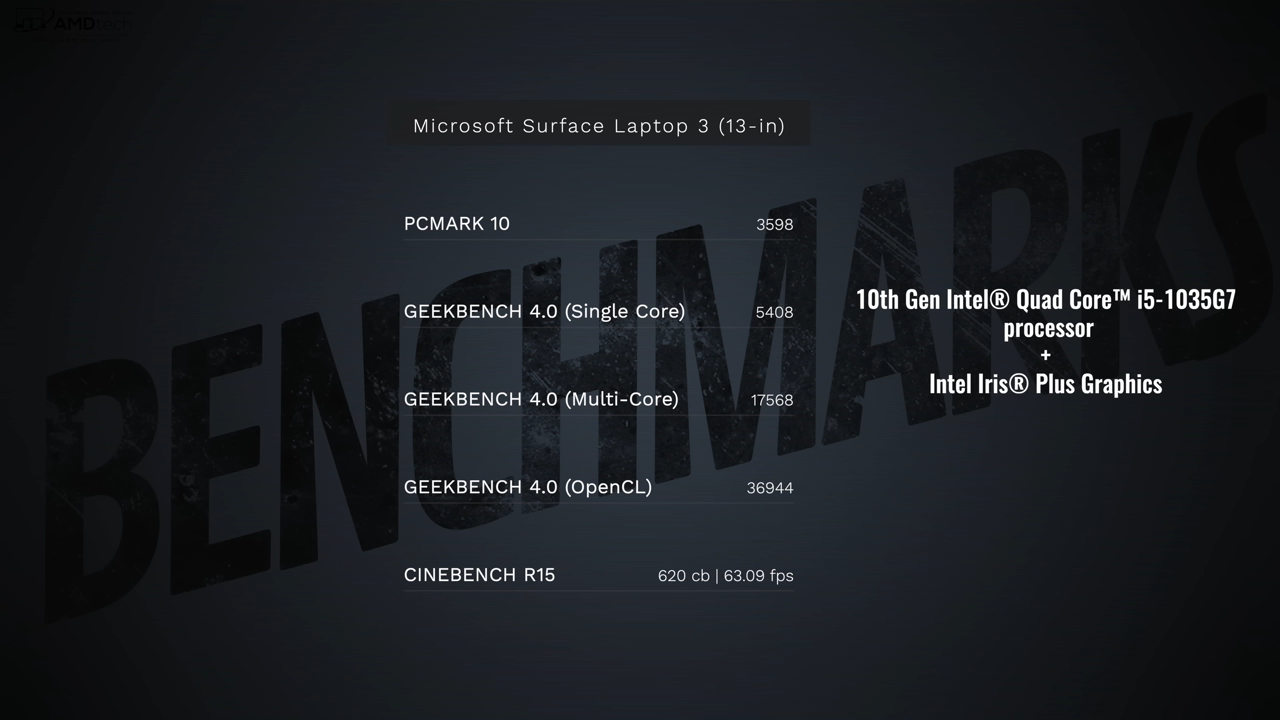 AMDtech
Microsoft Surface Laptop 3 (13-in)
BENCHMARKS
PCMARK 10 3598
GEEKBENCH 4.0 (Single Core) 5408
GEEKBENCH 4.0 (Multi-Core) 17568
GEEKBENCH 4.0 (OpenCL) 36944
CINEBENCH R15 620 cb | 63.09 fps
10th Gen Intel® Quad Core™ i5-1035G7
processor
+
Intel Iris® Plus Graphics